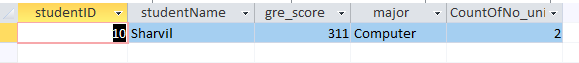 studentID studentName gre_score major CountOfNo_uni
10 Sharvil 311 Computer 2